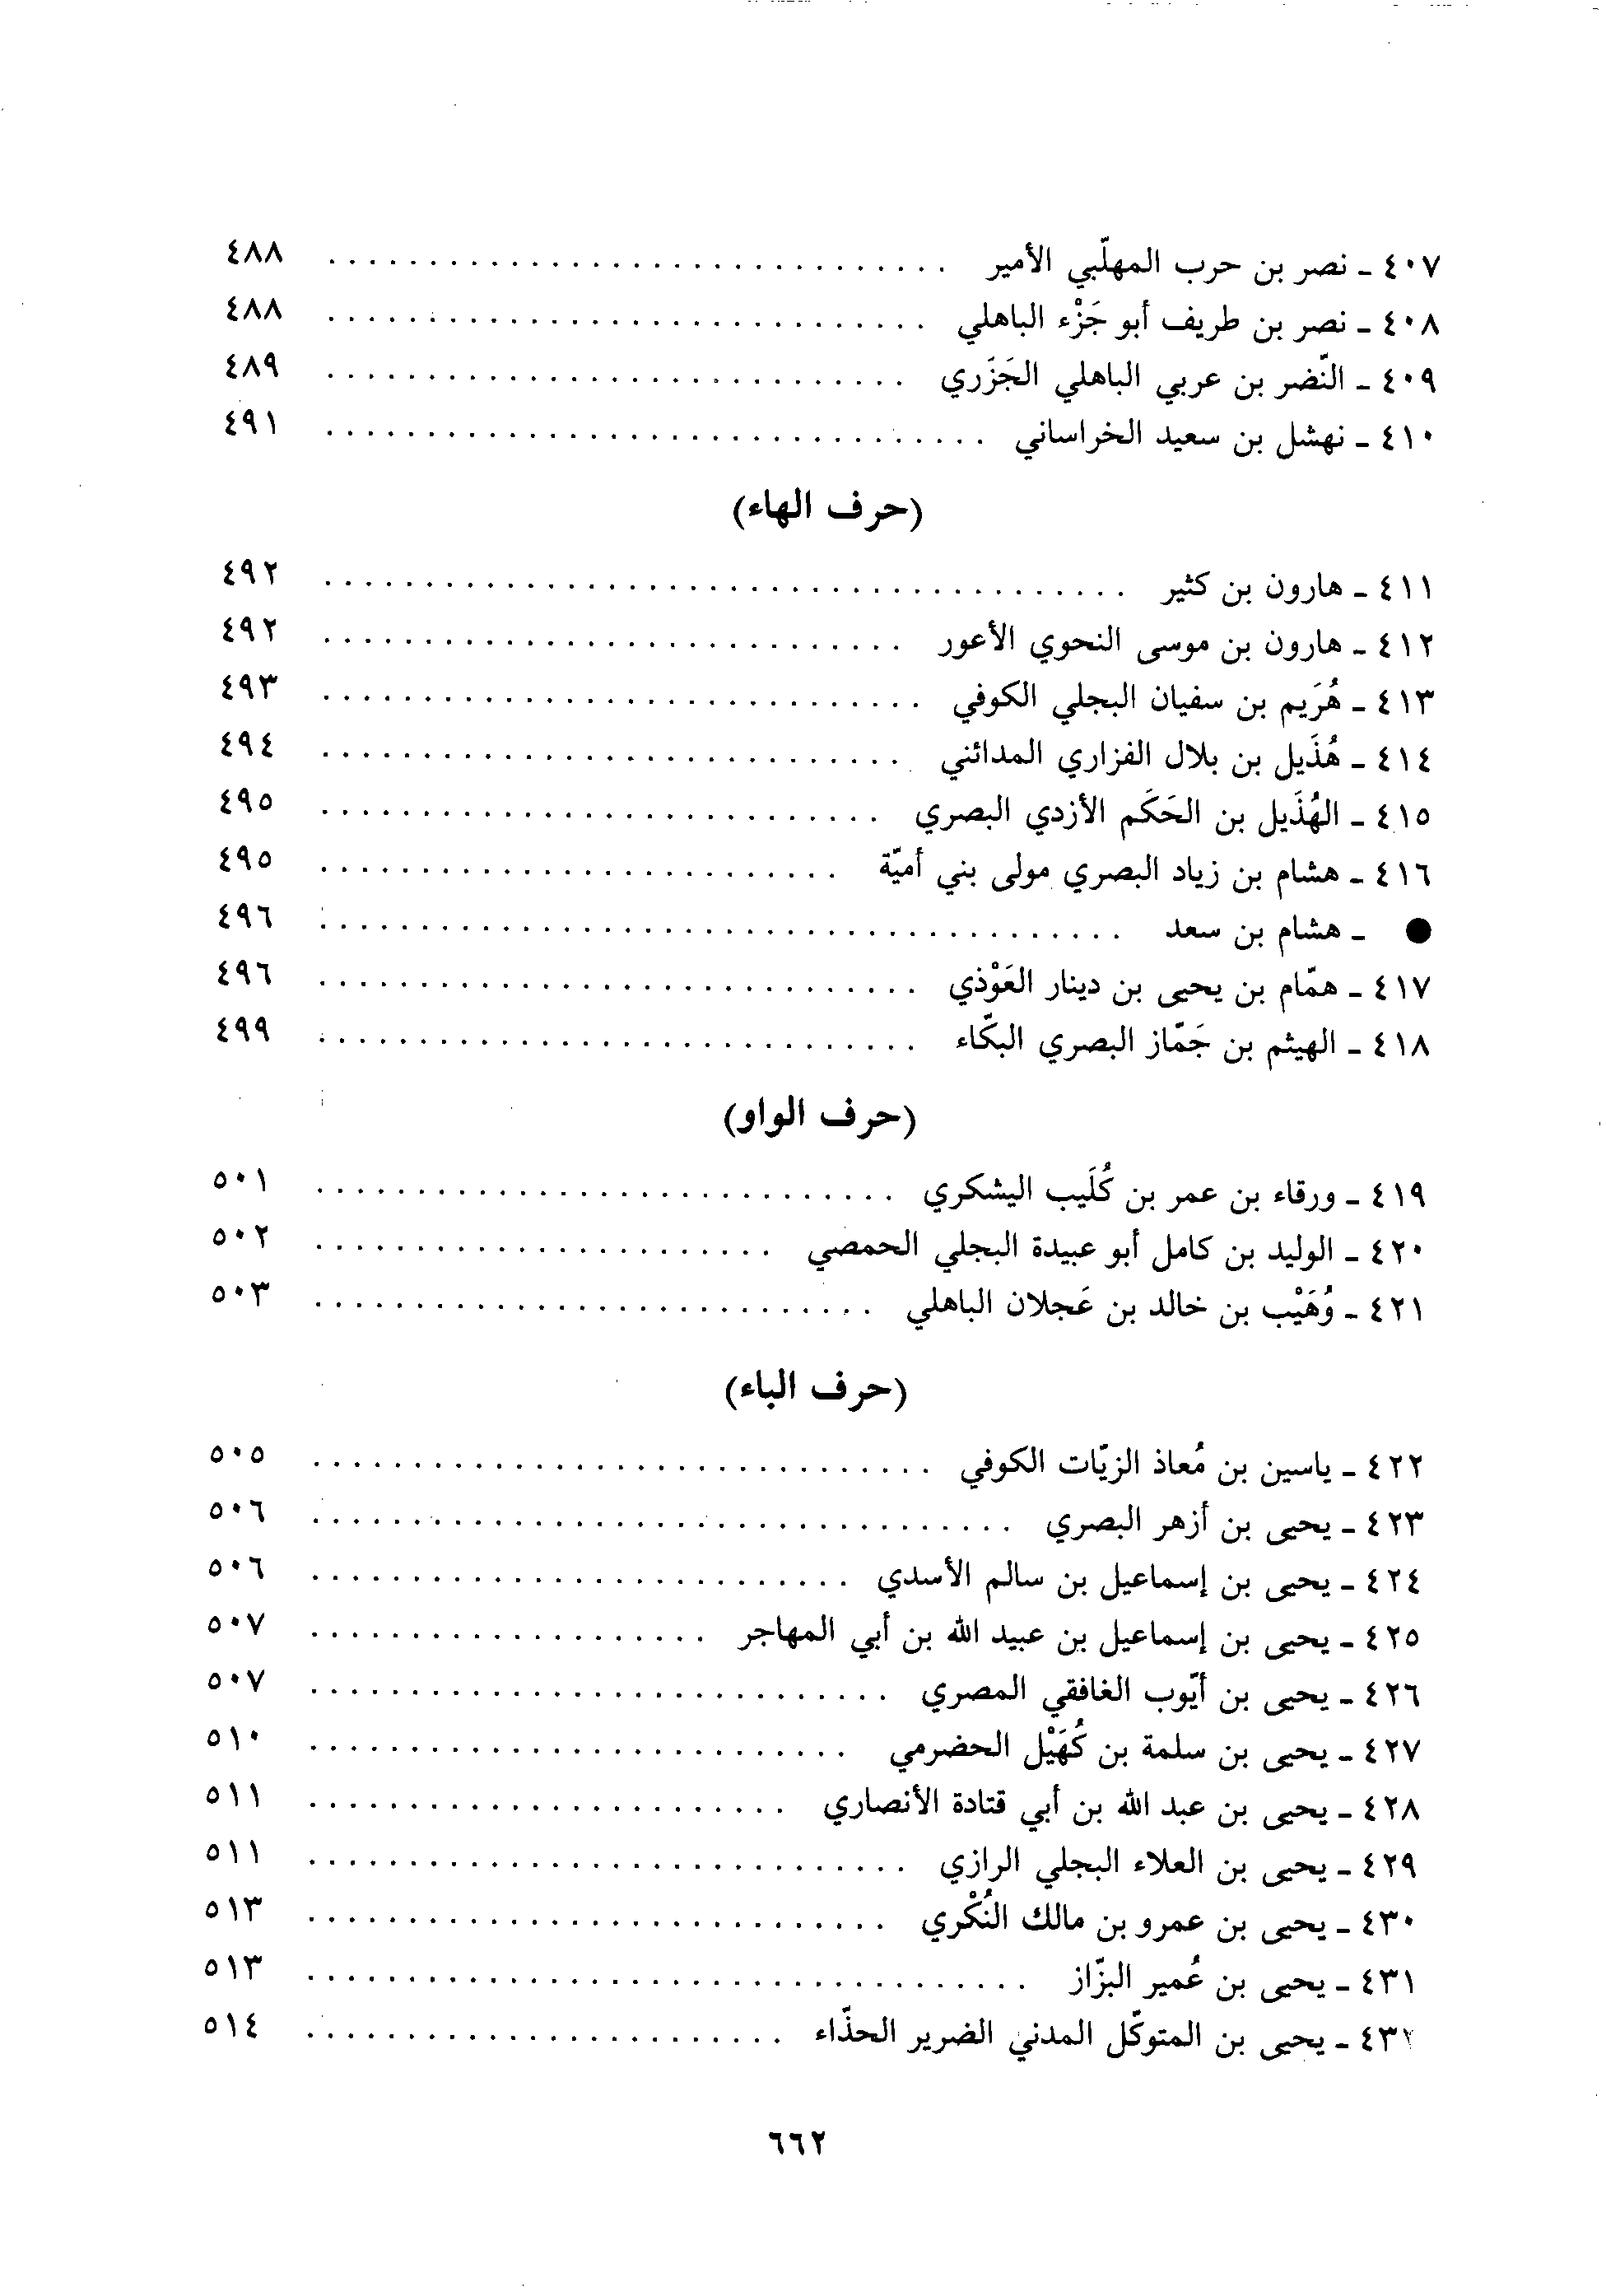 ٤٠٧ ـ نصر بن حرب المهلّبي الأمير . . . . . . . . . . . . . . . . . . . . . . . . . . . . . . . ٤٨٨
٤٠٨ ـ نصر بن طريف أبو جَزْء الباهلي . . . . . . . . . . . . . . . . . . . . . . . . . . . . . . ٤٨٨
٤٠٩ ـ النّضر بن عربي الباهلي الجَزَري . . . . . . . . . . . . . . . . . . . . . . . . . . . . . ٤٨٩
٤١٠ ـ نهشل بن سعيد الخراساني . . . . . . . . . . . . . . . . . . . . . . . . . . . . . . . . . ٤٩١
(حرف الهاء)
٤١١ ـ هارون بن كثير . . . . . . . . . . . . . . . . . . . . . . . . . . . . . . . . . . . . . . . . ٤٩٢
٤١٢ ـ هارون بن موسى النحوي الأعور . . . . . . . . . . . . . . . . . . . . . . . . . . . . . ٤٩٢
٤١٣ ـ هُرَيم بن سفيان البجلي الكوفي . . . . . . . . . . . . . . . . . . . . . . . . . . . . . . ٤٩٣
٤١٤ ـ هُذَيل بن بلال الفزاري المدائني . . . . . . . . . . . . . . . . . . . . . . . . . . . . . ٤٩٤
٤١٥ ـ الهُذَيل بن الحَكَم الأزدي البصري . . . . . . . . . . . . . . . . . . . . . . . . . . . . ٤٩٥
٤١٦ ـ هشام بن زياد البصري مولى بني أميّة . . . . . . . . . . . . . . . . . . . . . . . . . . ٤٩٥
● ـ هشام بن سعد . . . . . . . . . . . . . . . . . . . . . . . . . . . . . . . . . . . . . . . . ٤٩٦
٤١٧ ـ همّام بن يحيى بن دينار العَوْذي . . . . . . . . . . . . . . . . . . . . . . . . . . . . . . ٤٩٦
٤١٨ ـ الهيثم بن جَمّاز البصري البكّاء . . . . . . . . . . . . . . . . . . . . . . . . . . . . . . ٤٩٩
(حرف الواو)
٤١٩ ـ ورقاء بن عمر بن كُلَيب اليشكري . . . . . . . . . . . . . . . . . . . . . . . . . . . . . ٥٠١
٤٢٠ ـ الوليد بن كامل أبو عبيدة البجلي الحمصي . . . . . . . . . . . . . . . . . . . . . . . ٥٠٢
٤٢١ ـ وُهَيْب بن خالد بن عَجلان الباهلي . . . . . . . . . . . . . . . . . . . . . . . . . . . . ٥٠٣
(حرف الباء)
٤٢٢ ـ ياسين بن مُعاذ الزيّات الكوفي . . . . . . . . . . . . . . . . . . . . . . . . . . . . . . . ٥٠٥
٤٢٣ ـ يحيى بن أزهر البصري . . . . . . . . . . . . . . . . . . . . . . . . . . . . . . . . . . . ٥٠٦
٤٢٤ ـ يحيى بن إسماعيل بن سالم الأسدي . . . . . . . . . . . . . . . . . . . . . . . . . . . ٥٠٦
٤٢٥ ـ يحيى بن إسماعيل بن عبيد الله بن أبي المهاجر . . . . . . . . . . . . . . . . . . . . ٥٠٧
٤٢٦ ـ يحيى بن أيّوب الغافقي المصري . . . . . . . . . . . . . . . . . . . . . . . . . . . . . ٥٠٧
٤٢٧ ـ يحيى بن سلمة بن كُهَيْل الحضرمي . . . . . . . . . . . . . . . . . . . . . . . . . . . ٥١٠
٤٢٨ ـ يحيى بن عبد الله بن أبي قتادة الأنصاري . . . . . . . . . . . . . . . . . . . . . . . . ٥١١
٤٢٩ ـ يحيى بن العلاء البجلي الرازي . . . . . . . . . . . . . . . . . . . . . . . . . . . . . . ٥١١
٤٣٠ ـ يحيى بن عمرو بن مالك النُكْري . . . . . . . . . . . . . . . . . . . . . . . . . . . . . ٥١٣
٤٣١ ـ يحيى بن عُمير البزّاز . . . . . . . . . . . . . . . . . . . . . . . . . . . . . . . . . . . . ٥١٣
٤٣٢ ـ يحيى بن المتوكّل المدني الضرير الحذّاء . . . . . . . . . . . . . . . . . . . . . . . . ٥١٤
٦٦٢